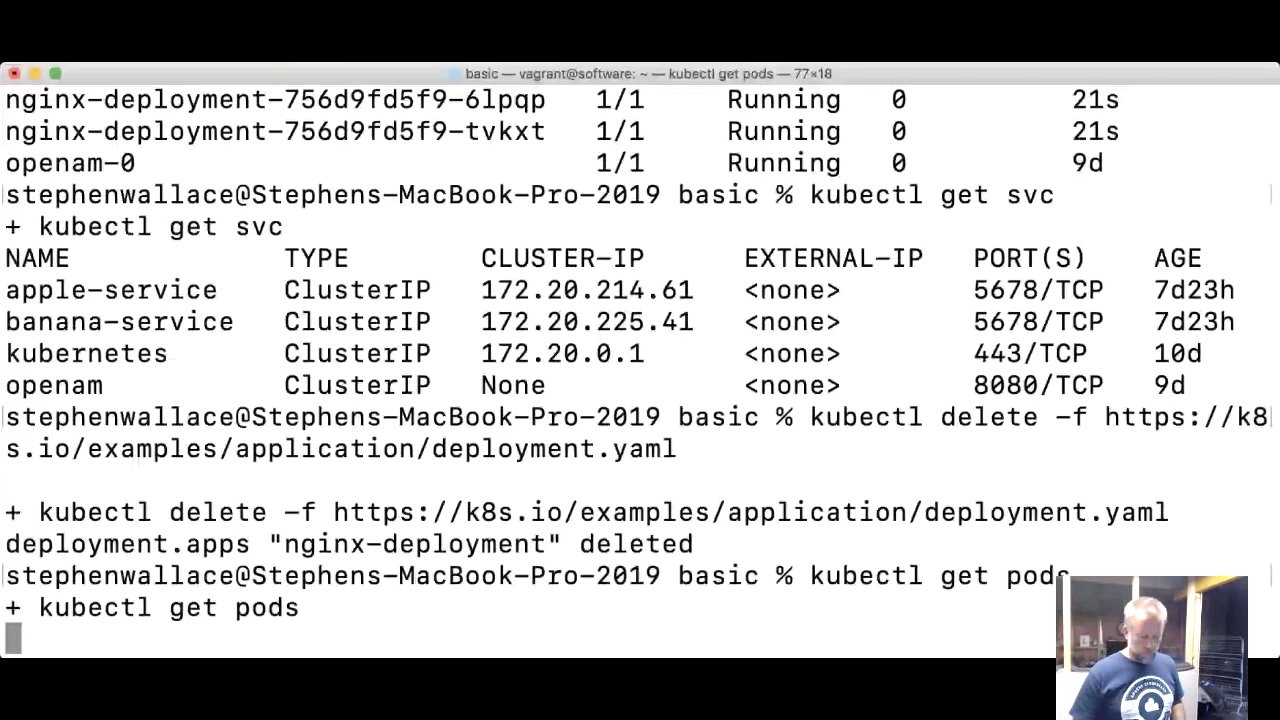 basic — vagrant@software: ~ — kubectl get pods — 77×18
nginx-deployment-756d9fd5f9-6lpqp 1/1 Running 0 21s
nginx-deployment-756d9fd5f9-tvkxt 1/1 Running 0 21s
openam-0 1/1 Running 0 9d
stephenwallace@Stephens-MacBook-Pro-2019 basic % kubectl get svc
+ kubectl get svc
NAME TYPE CLUSTER-IP EXTERNAL-IP PORT(S) AGE
apple-service ClusterIP 172.20.214.61 <none> 5678/TCP 7d23h
banana-service ClusterIP 172.20.225.41 <none> 5678/TCP 7d23h
kubernetes ClusterIP 172.20.0.1 <none> 443/TCP 10d
openam ClusterIP None <none> 8080/TCP 9d
stephenwallace@Stephens-MacBook-Pro-2019 basic % kubectl delete -f https://k8
s.io/examples/application/deployment.yaml
+ kubectl delete -f https://k8s.io/examples/application/deployment.yaml
deployment.apps "nginx-deployment" deleted
stephenwallace@Stephens-MacBook-Pro-2019 basic % kubectl get pods
+ kubectl get pods